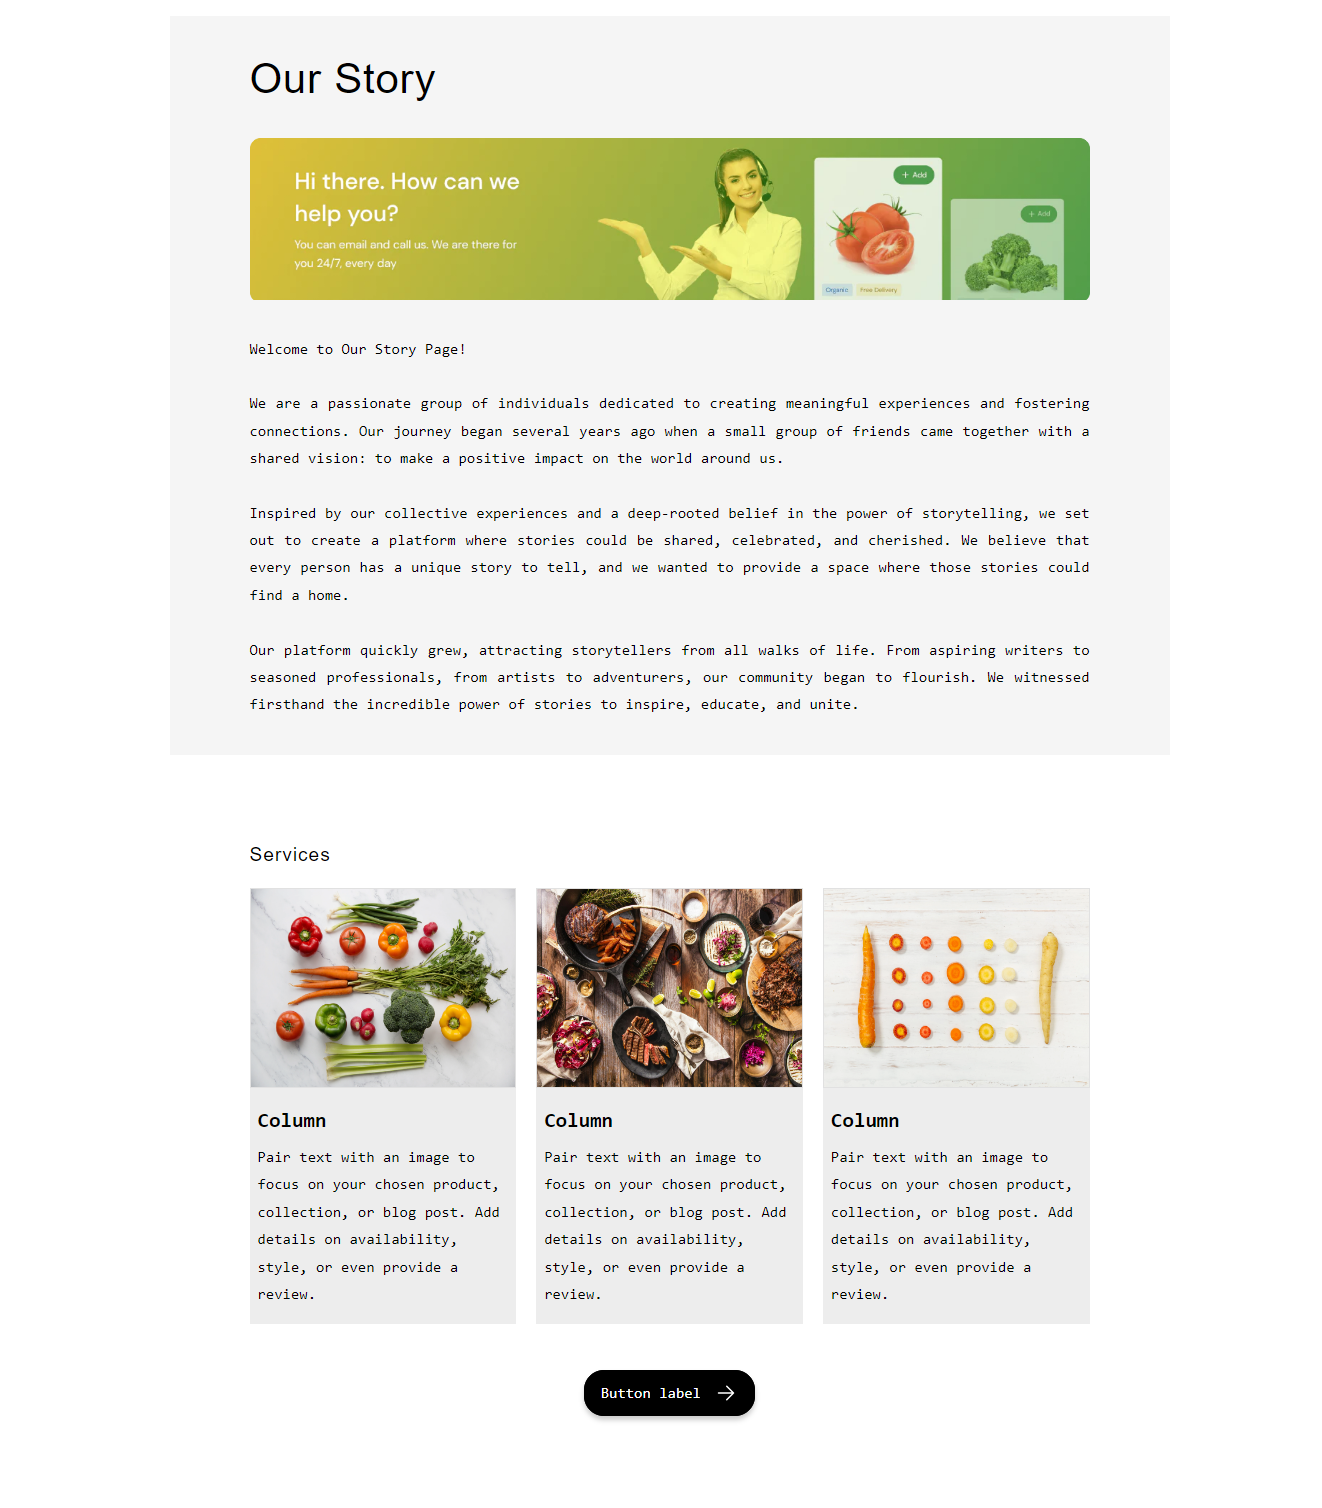 Our Story
Hi there. How can we
help you?
You can email and call us. We are there for
you 24/7, every day
+ Add
+ Add
Organic
Free Delivery
Welcome to Our Story Page!
We are a passionate group of individuals dedicated to creating meaningful experiences and fostering
connections. Our journey began several years ago when a small group of friends came together with a
shared vision: to make a positive impact on the world around us.
Inspired by our collective experiences and a deep-rooted belief in the power of storytelling, we set
out to create a platform where stories could be shared, celebrated, and cherished. We believe that
every person has a unique story to tell, and we wanted to provide a space where those stories could
find a home.
Our platform quickly grew, attracting storytellers from all walks of life. From aspiring writers to
seasoned professionals, from artists to adventurers, our community began to flourish. We witnessed
firsthand the incredible power of stories to inspire, educate, and unite.
Services
Column
Pair text with an image to
focus on your chosen product,
collection, or blog post. Add
details on availability,
style, or even provide a
review.
Column
Pair text with an image to
focus on your chosen product,
collection, or blog post. Add
details on availability,
style, or even provide a
review.
Column
Pair text with an image to
focus on your chosen product,
collection, or blog post. Add
details on availability,
style, or even provide a
review.
Button label